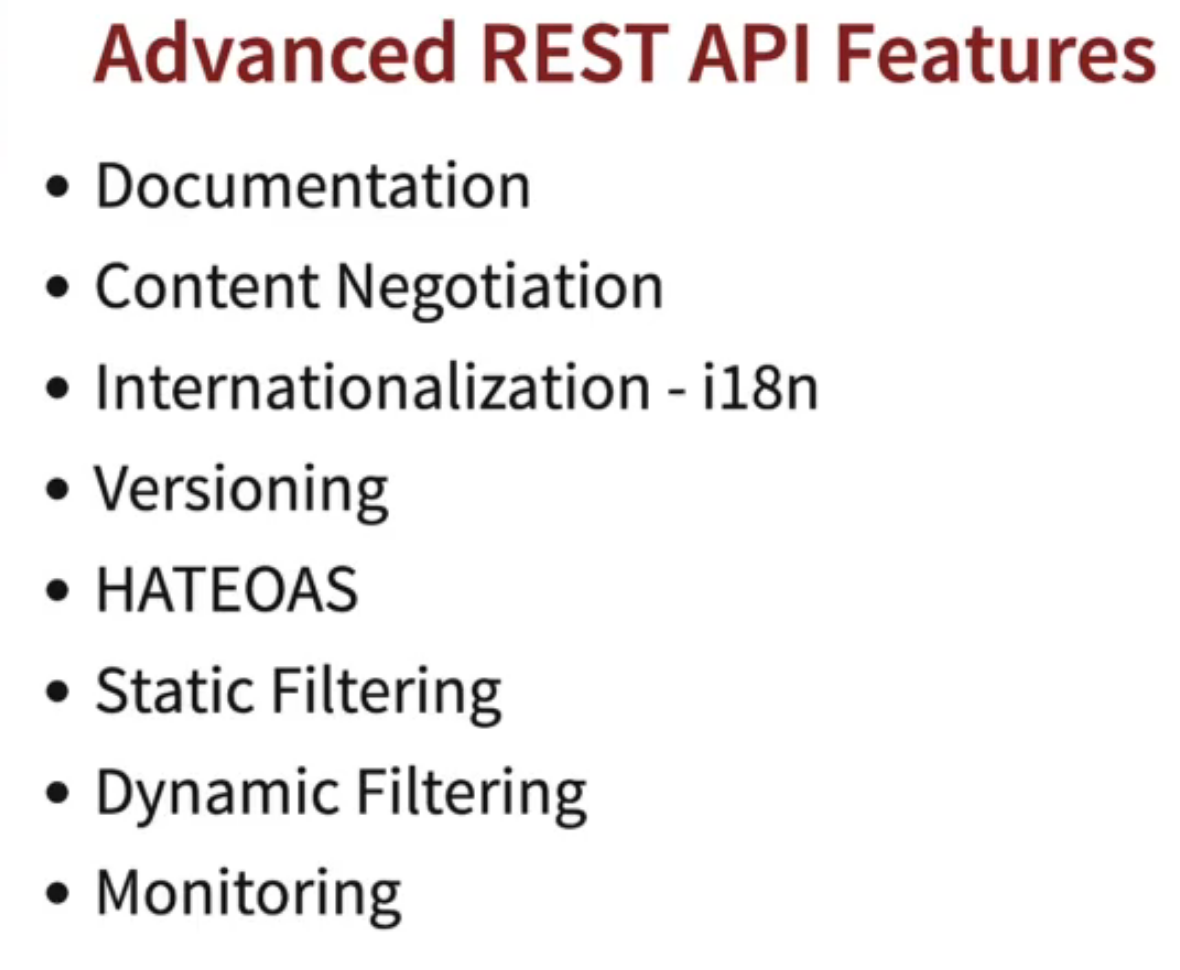 Advanced REST API Features
• Documentation
• Content Negotiation
• Internationalization - i18n
• Versioning
• HATEOAS
• Static Filtering
• Dynamic Filtering
• Monitoring